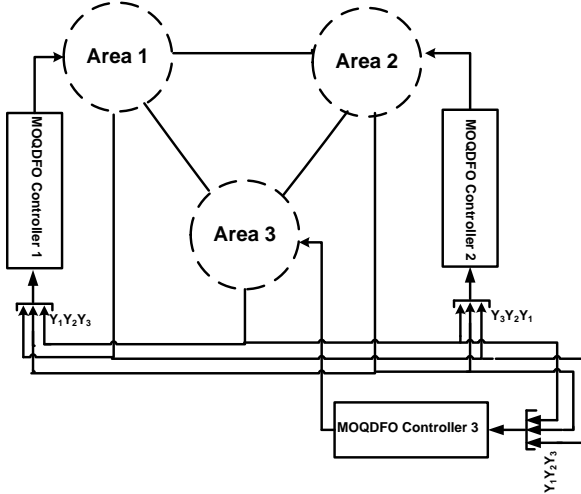 Area 1
Area 2
MOQDFO Controller 1
MOQDFO Controller 2
Area 3
Y₁Y₂Y₃
Y₃Y₂Y₁
MOQDFO Controller 3
Y₁Y₂Y₃